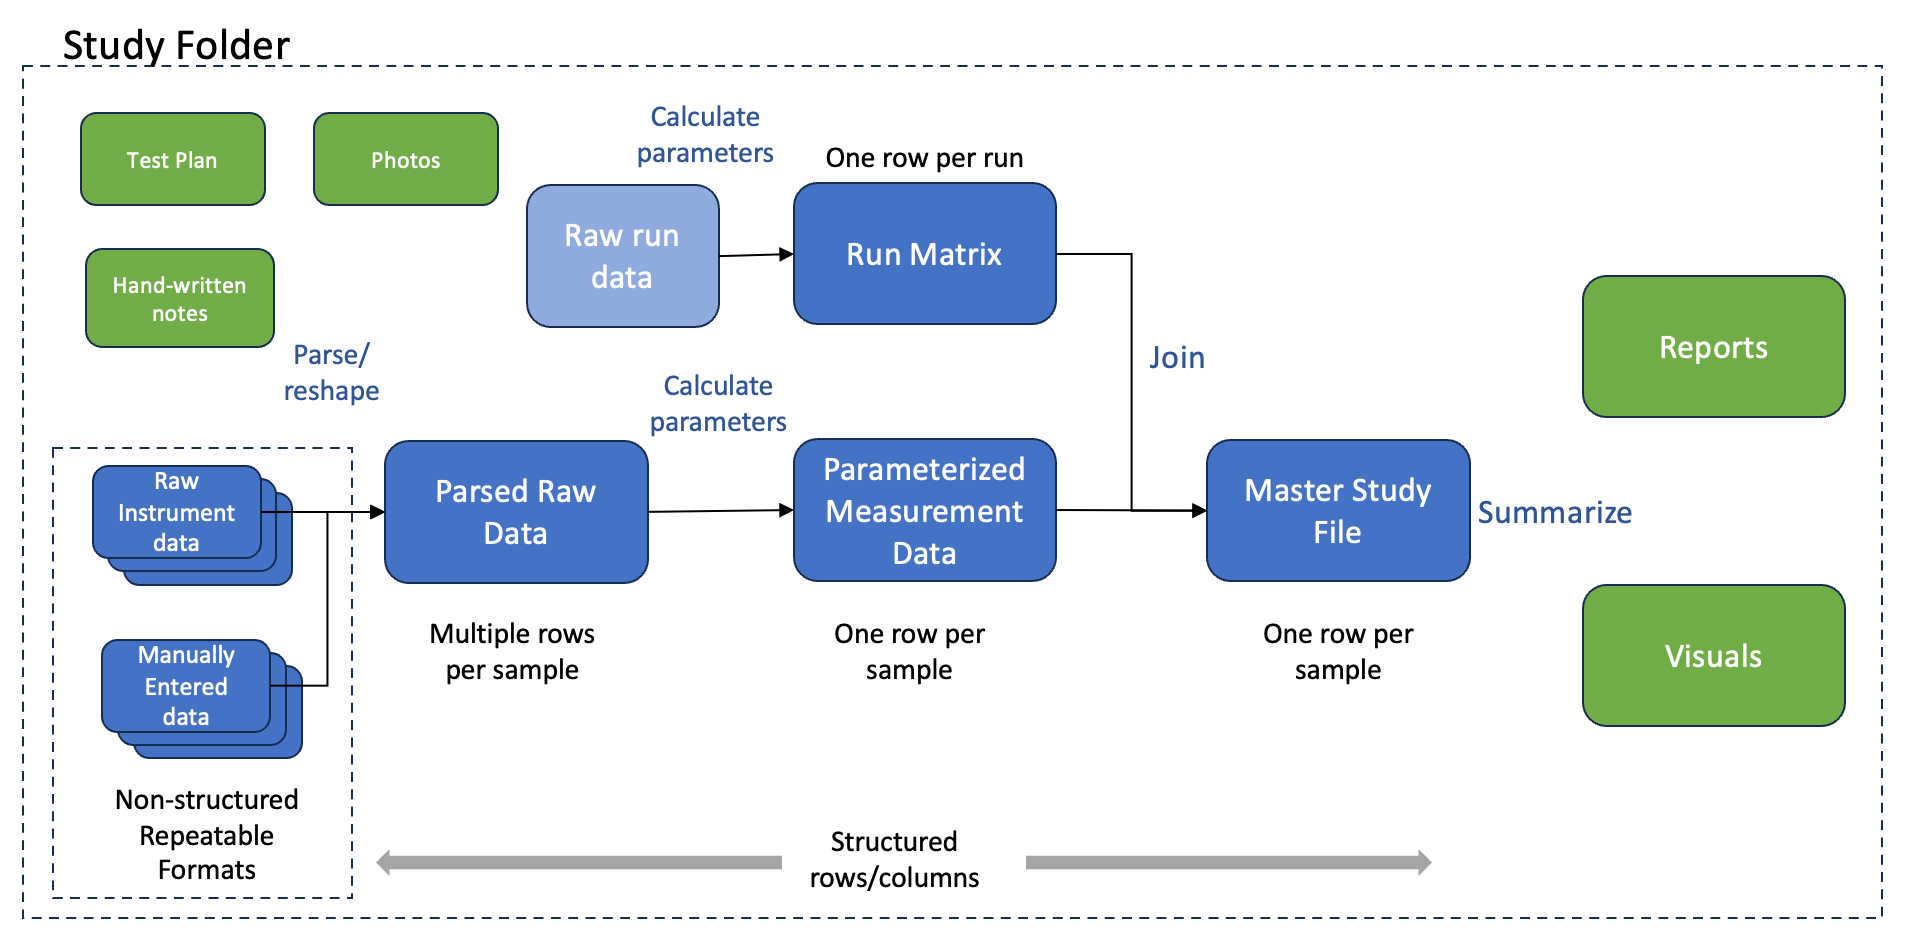 Study Folder
Test Plan
Photos
Hand-written
notes
Calculate
parameters
One row per run
Raw run
data
Run Matrix
Join
Reports
Parse/
reshape
Calculate
parameters
Raw
Instrument
data
Parsed Raw
Data
Parameterized
Measurement
Data
Master Study
File
Summarize
Manually
Entered
data
Multiple rows
per sample
One row per
sample
One row per
sample
Visuals
Non-structured
Repeatable
Formats
Structured
rows/columns